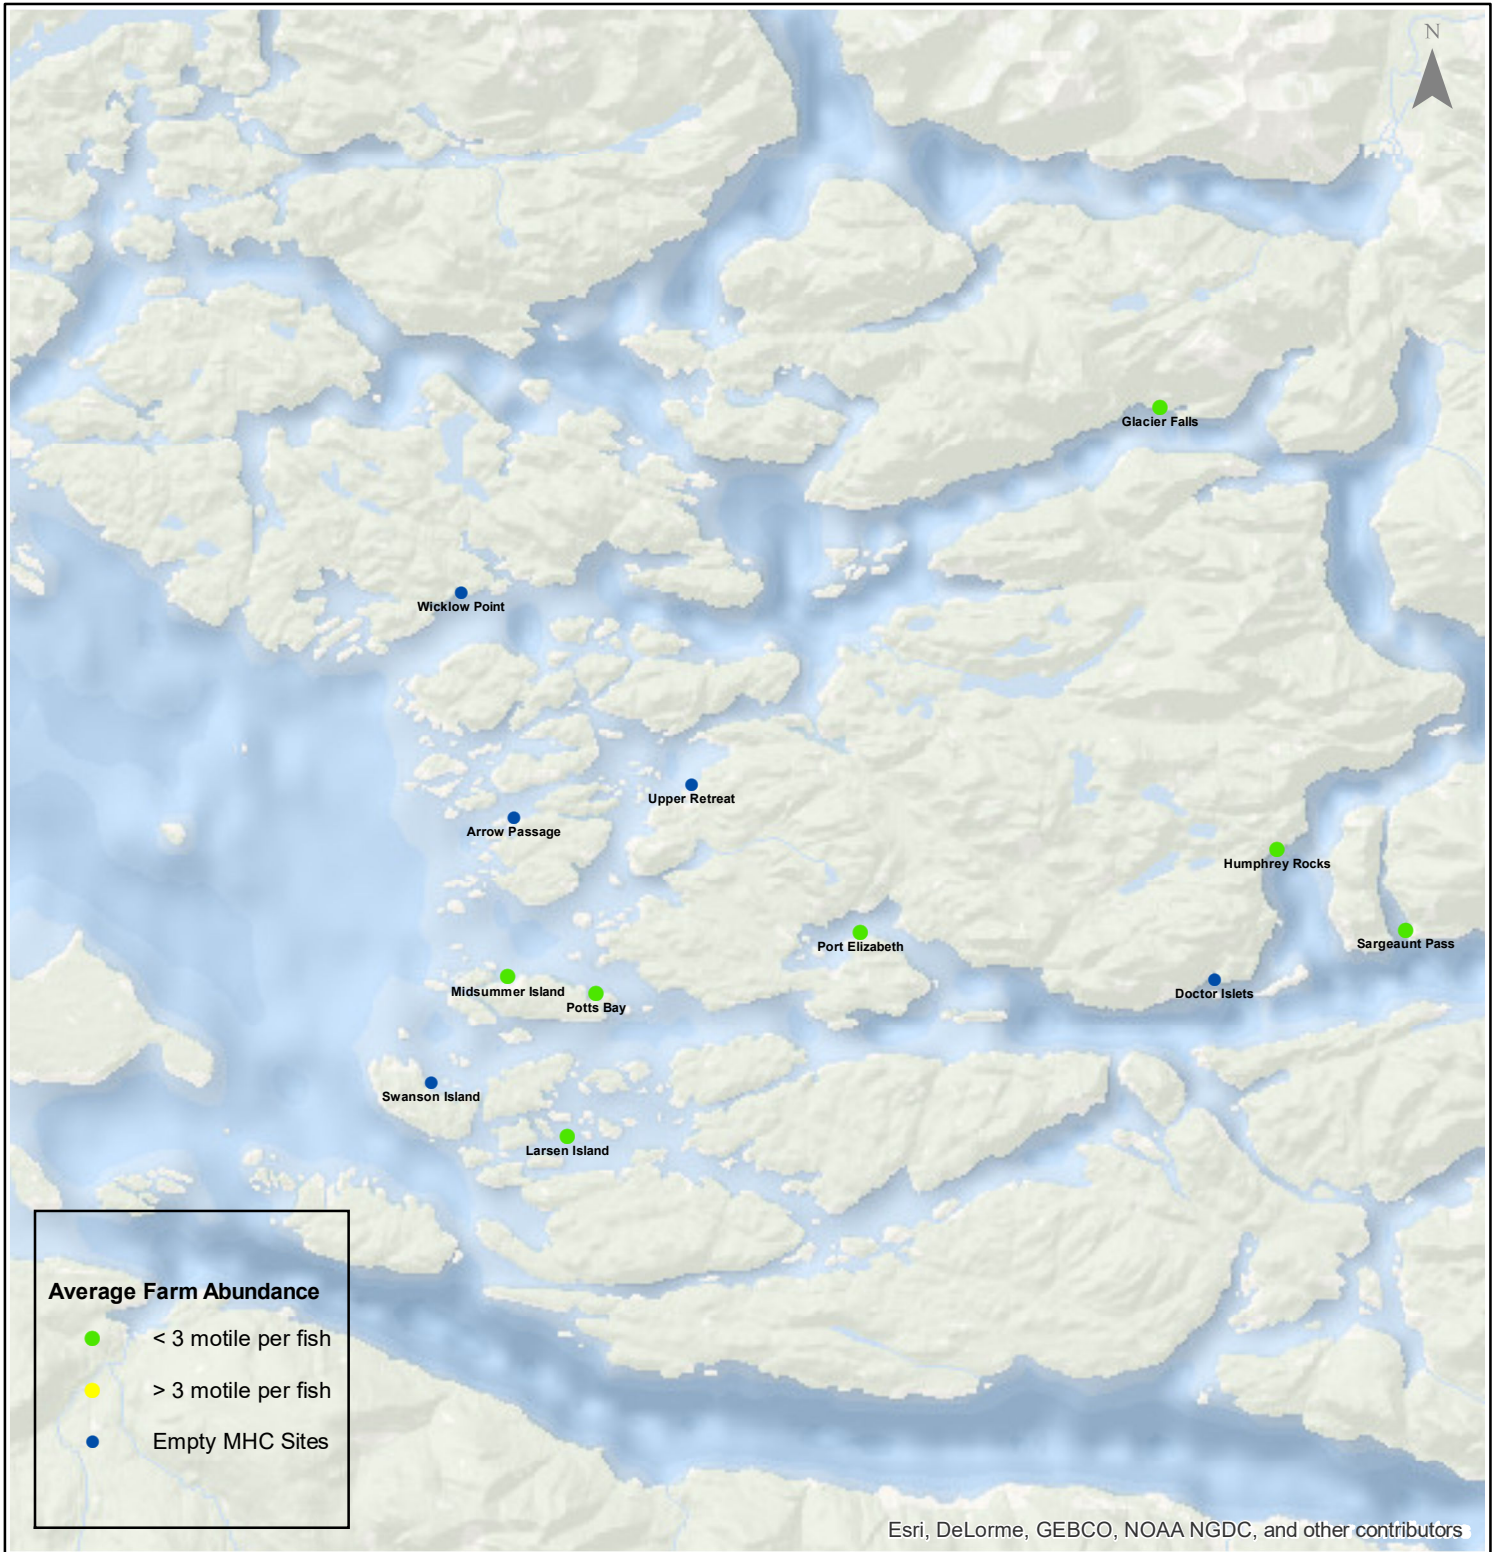 N
Glacier Falls
Wicklow Point
Upper Retreat
Arrow Passage
Humphrey Rocks
Port Elizabeth
Sargeaunt Pass
Midsummer Island
Potts Bay
Doctor Islets
Swanson Island
Larsen Island
Average Farm Abundance
< 3 motile per fish
> 3 motile per fish
Empty MHC Sites
Esri, DeLorme, GEBCO, NOAA NGDC, and other contributors